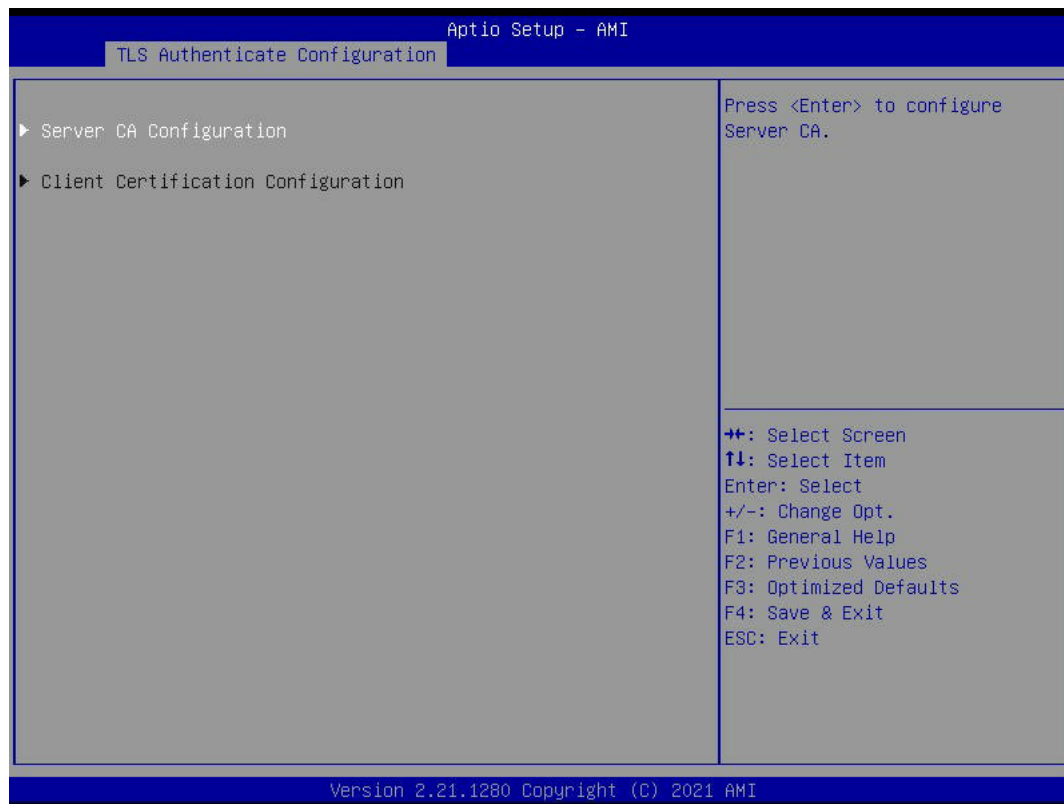 Aptio Setup – AMI
TLS Authenticate Configuration
▶ Server CA Configuration
▶ Client Certification Configuration
Press <Enter> to configure
Server CA.
→←: Select Screen
↑↓: Select Item
Enter: Select
+/-: Change Opt.
F1: General Help
F2: Previous Values
F3: Optimized Defaults
F4: Save & Exit
ESC: Exit
Version 2.21.1280 Copyright (C) 2021 AMI